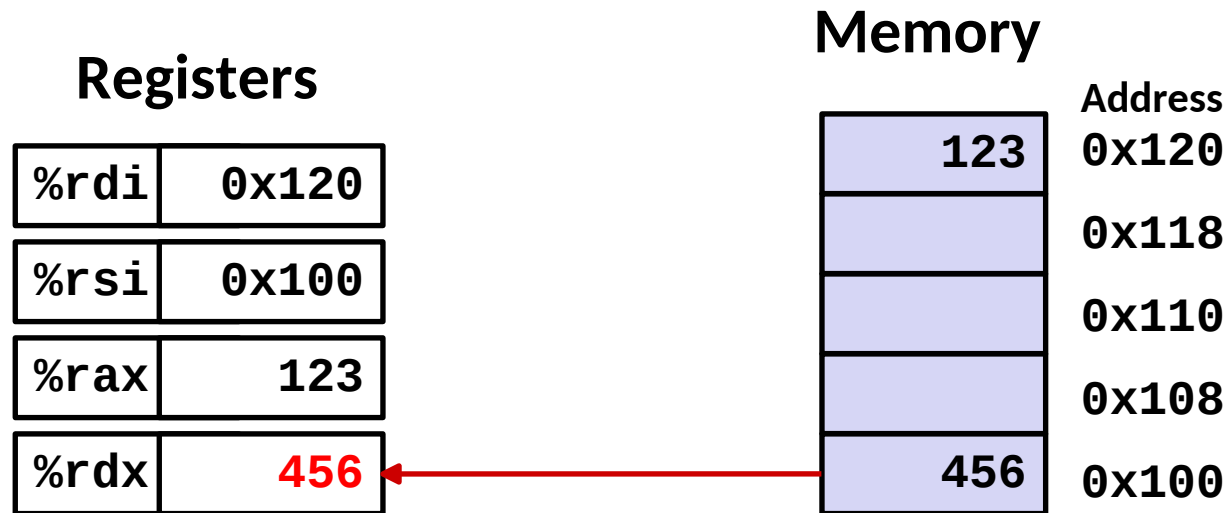 Registers
%rdi 0x120
%rsi 0x100
%rax 123
%rdx 456
Memory
Address
123 0x120
0x118
0x110
0x108
456 0x100